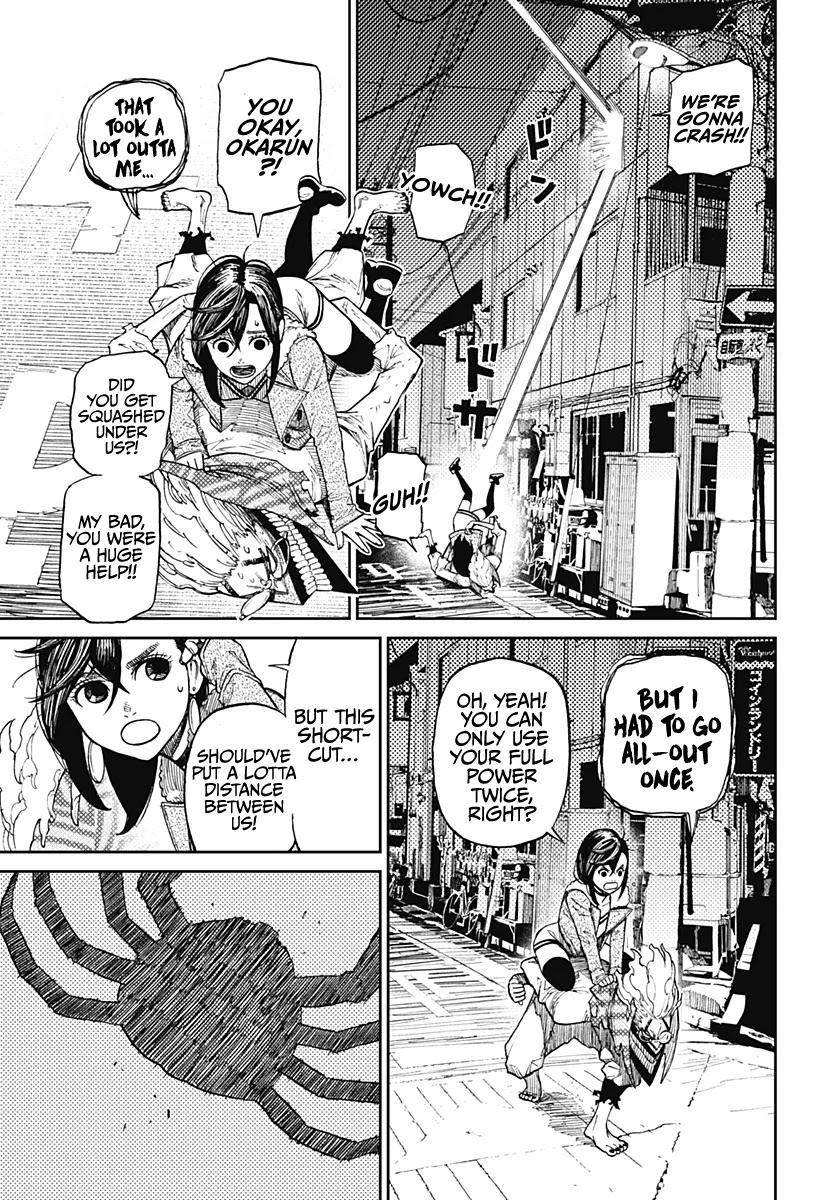 WE'RE
GONNA
CRASH!!
ドン
YOWCH!!
ドサ
GUH!!
自転車
YOU
OKAY,
OKARUN
?!
THAT
TOOK A
LOT OUTTA
ME...
DID
YOU GET
SQUASHED
UNDER
US?!
MY BAD,
YOU WERE
A HUGE
HELP!!
BUT I
HAD TO GO
ALL-OUT
ONCE.
OH, YEAH!
YOU CAN
ONLY USE
YOUR FULL
POWER
TWICE,
RIGHT?
コインランドリー
BUT THIS
SHORT-
CUT...
SHOULD'VE
PUT A LOTTA
DISTANCE
BETWEEN
US!